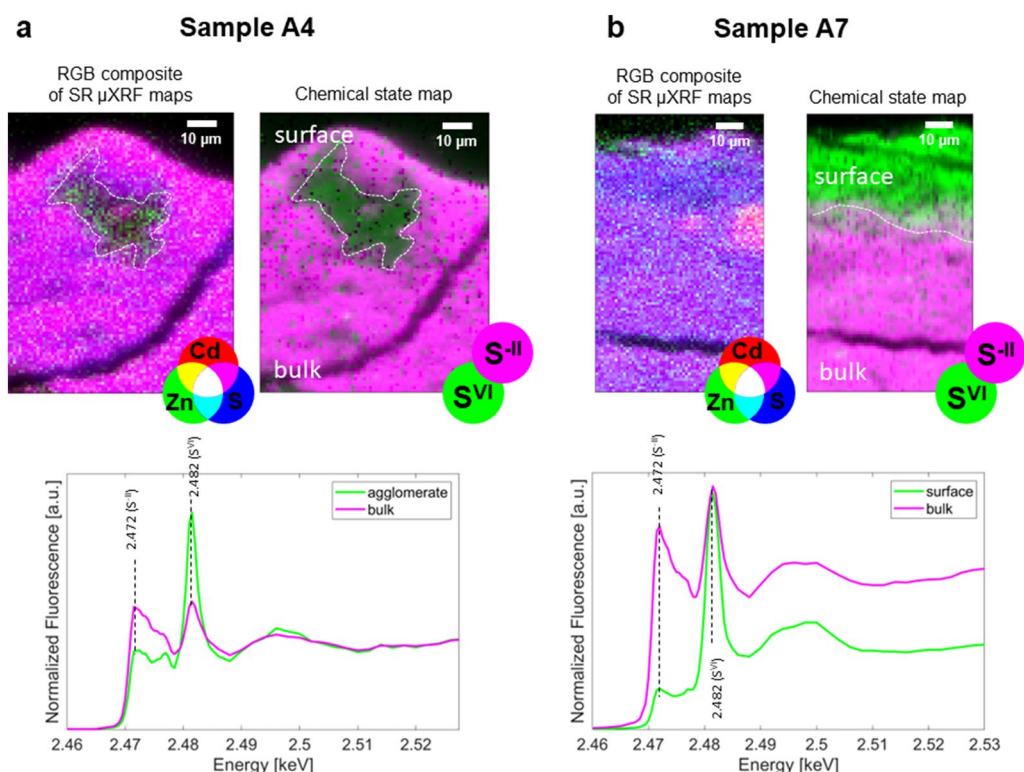 a Sample A4
RGB composite
of SR µXRF maps
Chemical state map
10 µm
surface
10 µm
bulk
Cd
Zn
S
S-II
SVI
2.472 (S-II)
2.482 (SVI)
agglomerate
bulk
Normalized Fluorescence [a.u.]
2.46 2.47 2.48 2.49 2.5 2.51 2.52
Energy [keV]
b Sample A7
RGB composite
of SR µXRF maps
Chemical state map
10 µm
10 µm
surface
bulk
Cd
Zn
S
S-II
SVI
2.472 (S-II)
2.482 (SVI)
surface
bulk
Normalized Fluorescence [a.u.]
2.46 2.47 2.48 2.49 2.5 2.51 2.52 2.53
Energy [keV]